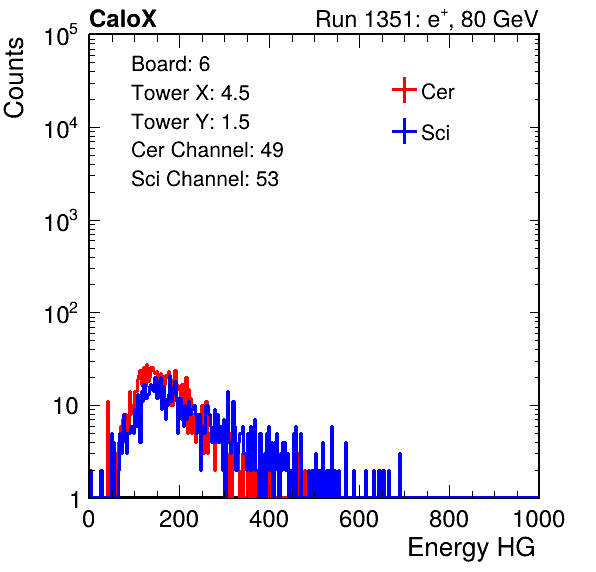 CaloX Run 1351: e⁺, 80 GeV
Counts
10⁵
10⁴
10³
10²
10
1
Board: 6
Tower X: 4.5
Tower Y: 1.5
Cer Channel: 49
Sci Channel: 53
Cer
Sci
0 200 400 600 800 1000
Energy HG